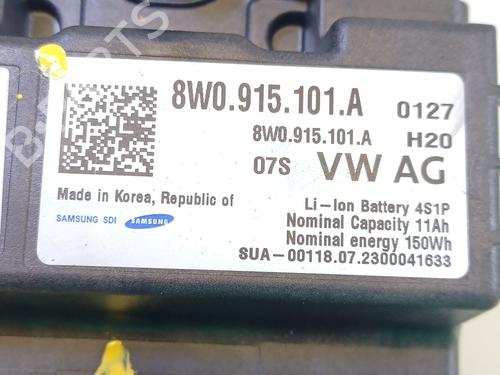 8W0.915.101.A 0127
8W0.915.101.A H20
07S VW AG
Made in Korea, Republic of
SAMSUNG SDI SAMSUNG
Li-Ion Battery 4S1P
Nominal Capacity 11Ah
Nominal energy 150Wh
SUA-00118.07.2300041633